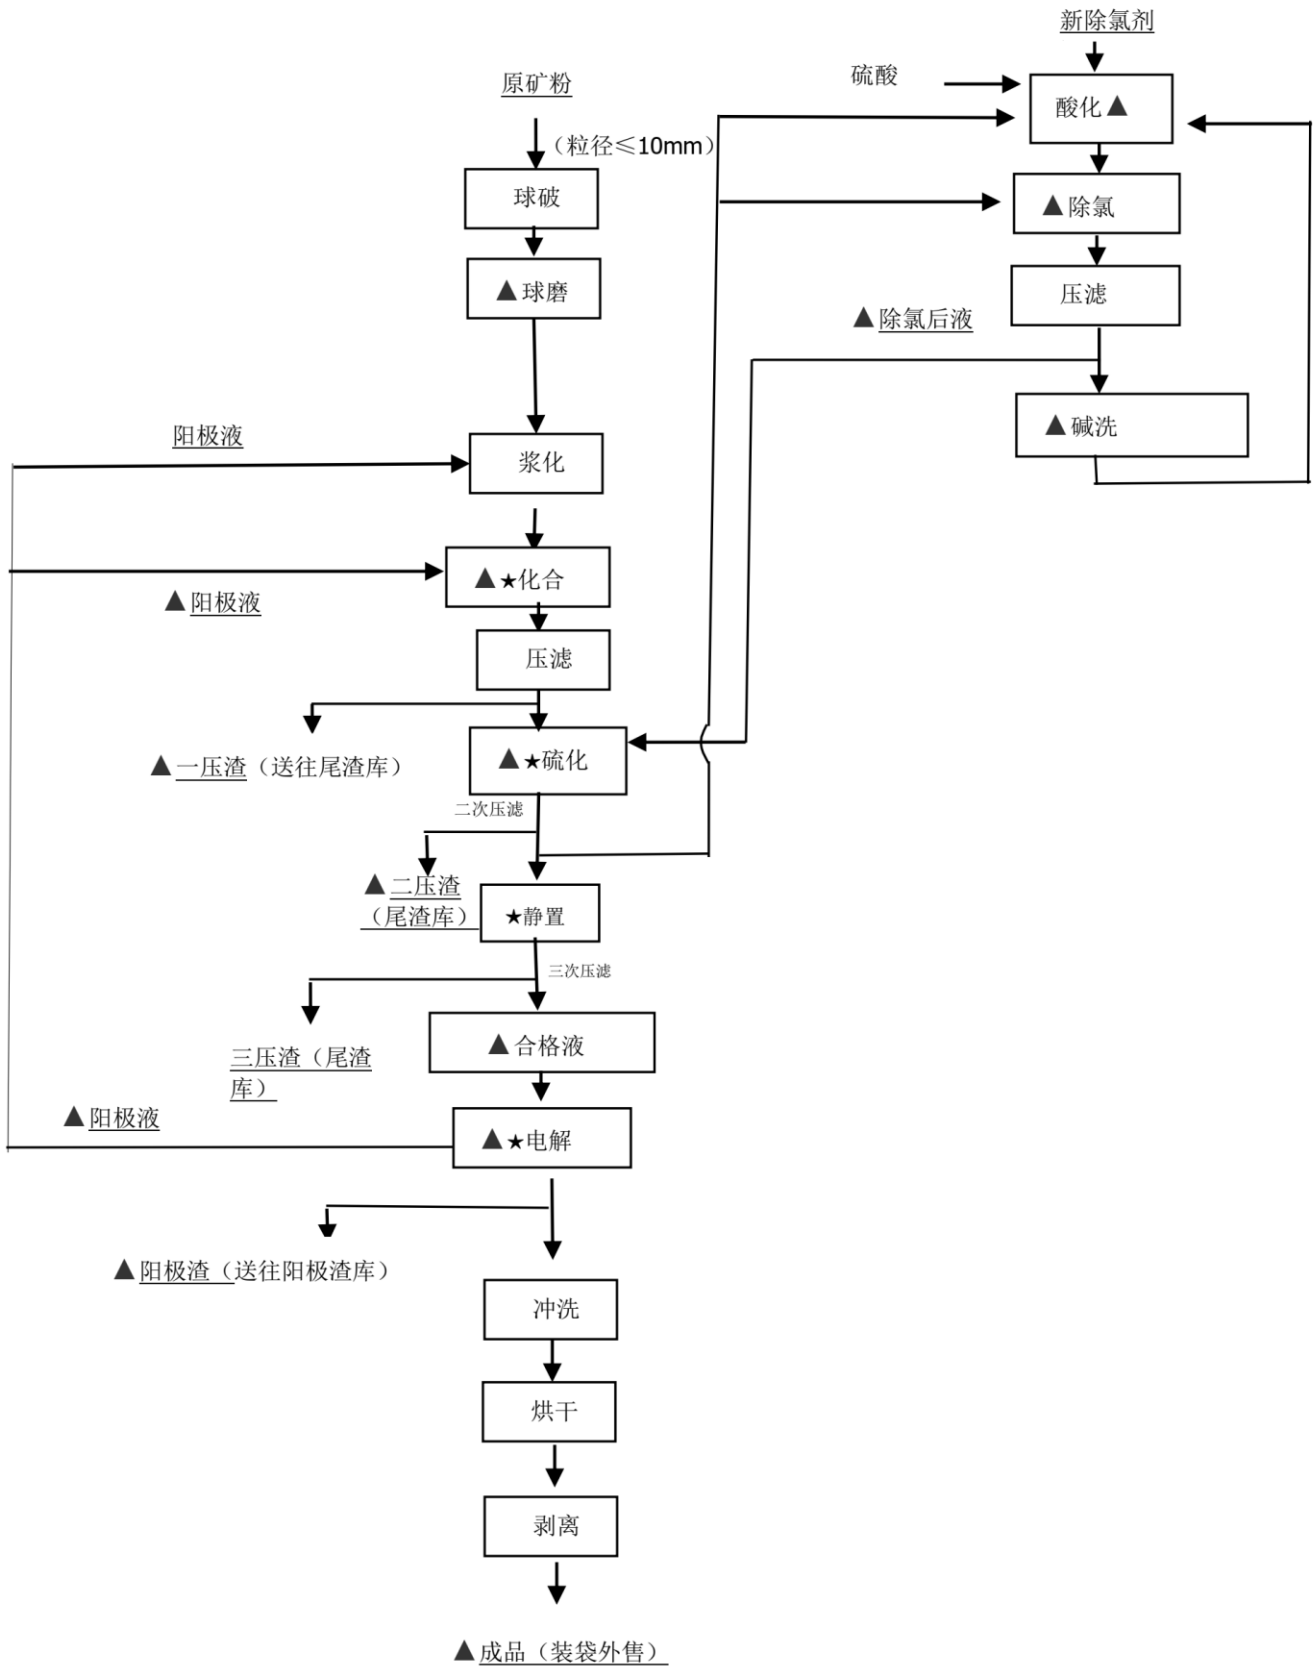 新除氯剂
硫酸
原矿粉
酸化▲
（粒径≤10mm）
球破
▲除氯
▲球磨
压滤
▲除氯后液
▲碱洗
阳极液
浆化
▲★化合
▲阳极液
压滤
▲★硫化
▲一压渣（送往尾渣库）
二次压滤
▲二压渣
（尾渣库）
★静置
三次压滤
▲合格液
三压渣（尾渣
库）
▲阳极液
▲★电解
▲阳极渣（送往阳极渣库）
冲洗
烘干
剥离
▲成品（装袋外售）